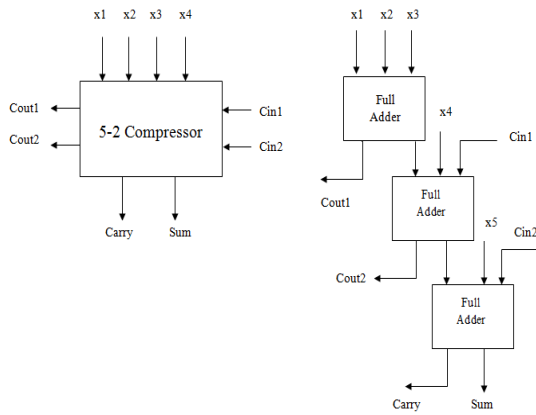 x1 x2 x3 x4
Cout1
Cout2
5-2 Compressor
Cin1
Cin2
Carry Sum
x1 x2 x3
Full
Adder
x4
Cin1
Cout1
Full
Adder
x5
Cin2
Cout2
Full
Adder
Carry Sum